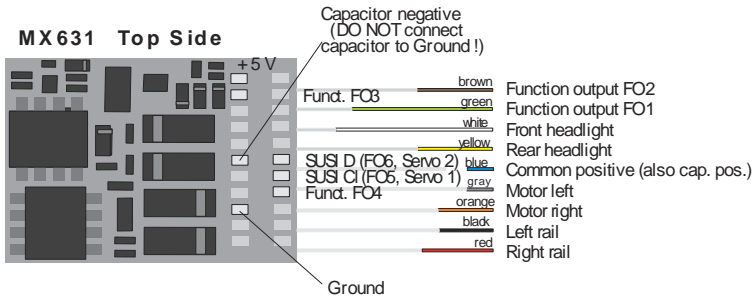 Capacitor negative
(DO NOT connect
capacitor to Ground !)
MX631 Top Side
+5V
brown Function output FO2
Funct. FO3
green Function output FO1
white Front headlight
yellow Rear headlight
SUSI D (FO6, Servo 2) blue Common positive (also cap. pos.)
SUSI Cl (FO5, Servo 1) gray Motor left
Funct. FO4
orange Motor right
black Left rail
red Right rail
Ground